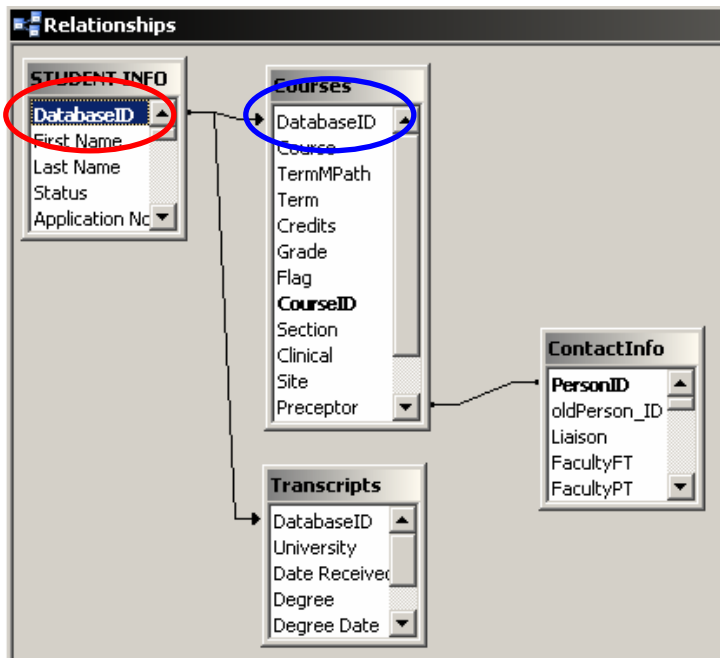 Relationships
STUDENT INFO
DatabaseID
First Name
Last Name
Status
Application Nc
Courses
DatabaseID
Course
TermMPath
Term
Credits
Grade
Flag
CourseID
Section
Clinical
Site
Preceptor
ContactInfo
PersonID
oldPerson_ID
Liaison
FacultyFT
FacultyPT
Transcripts
DatabaseID
University
Date Received
Degree
Degree Date